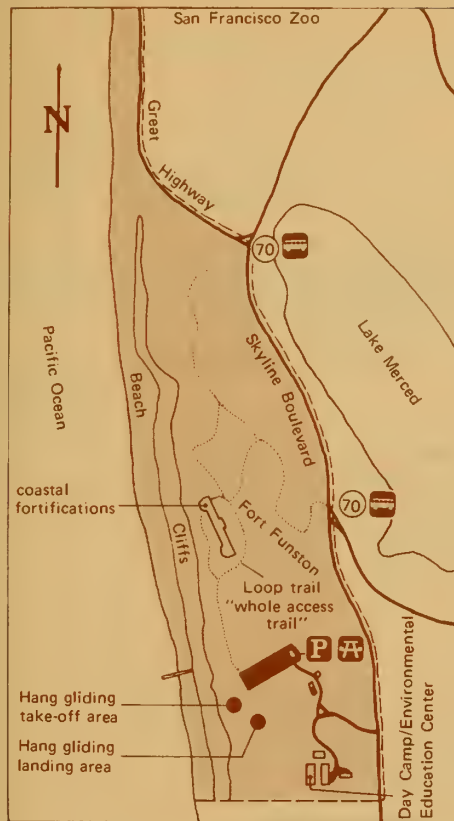 San Francisco Zoo
N
Great
Highway
70
Pacific Ocean
Beach
Skyline Boulevard
Lake Merced
coastal
fortifications
70
Cliffs
Fort Funston
Loop trail
"whole access
trail"
P
Hang gliding
take-off area
Hang gliding
landing area
Day Camp/Environmental
Education Center